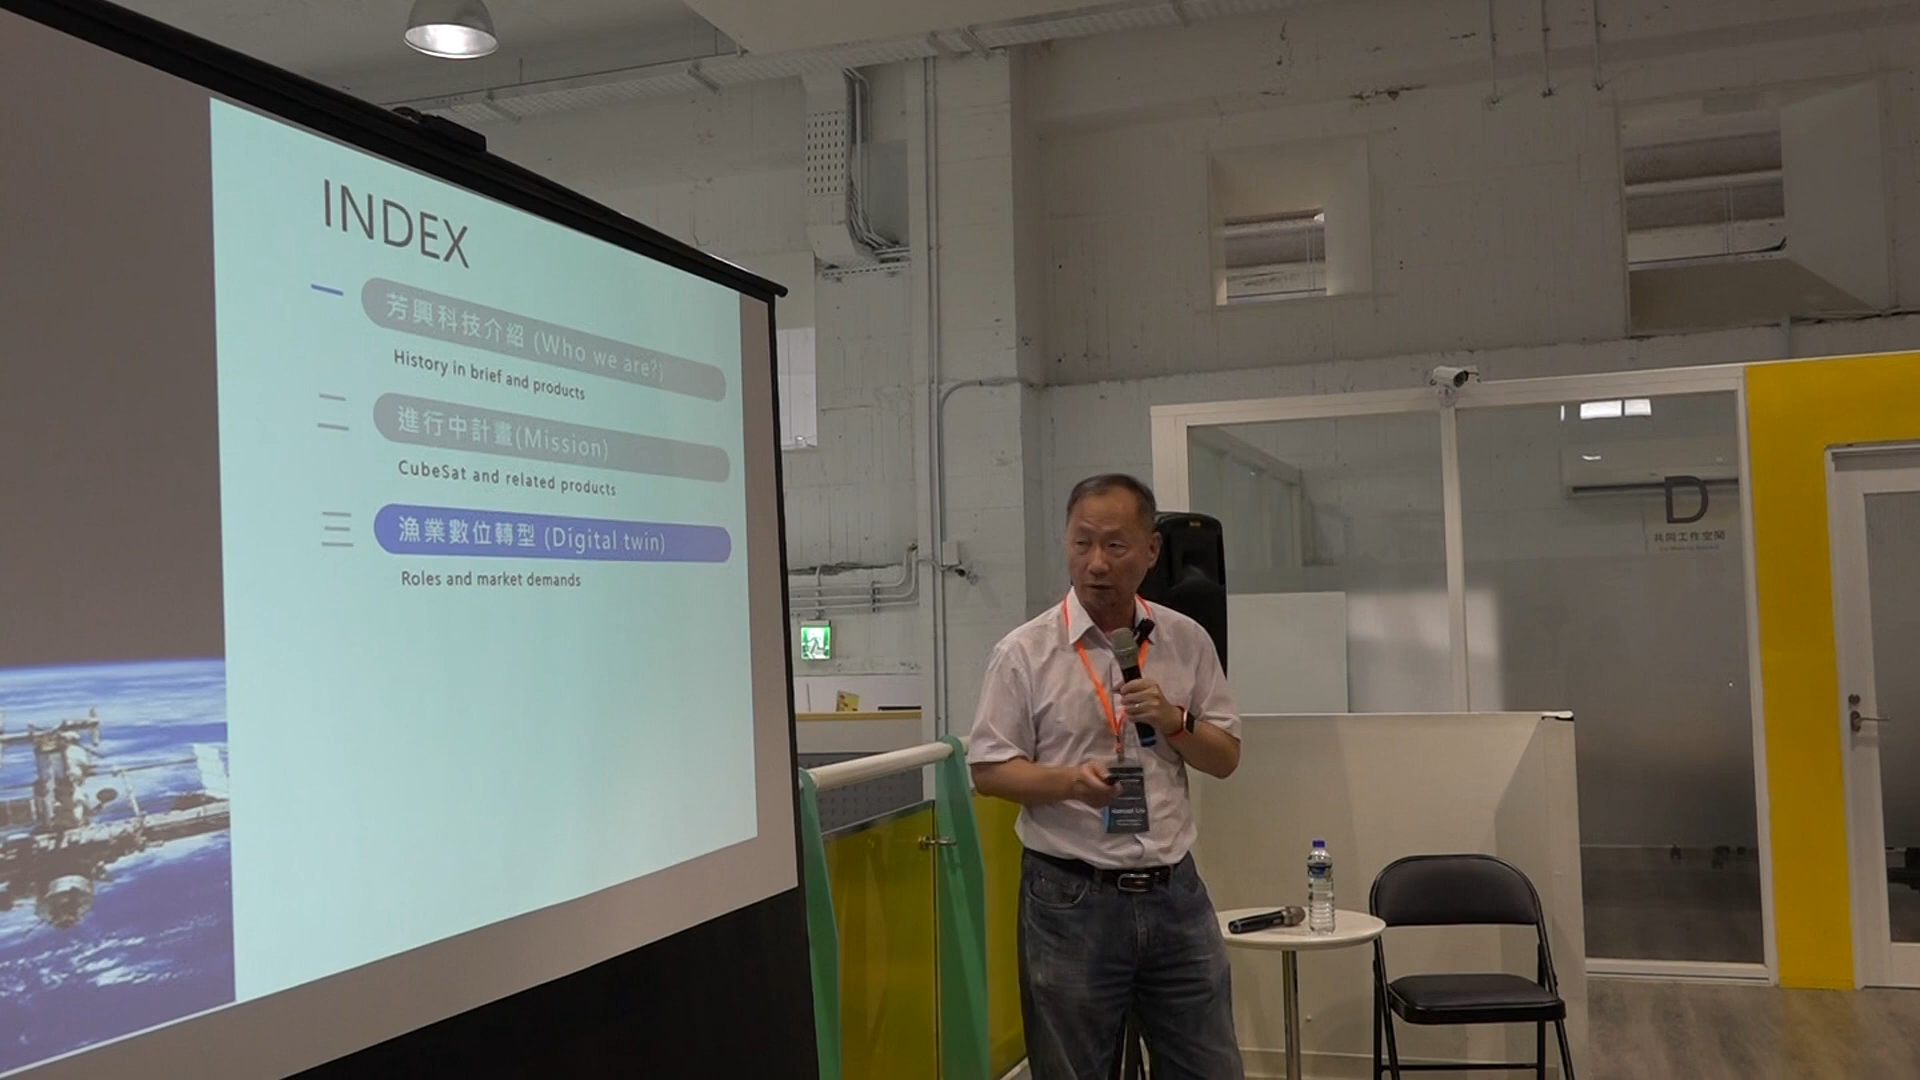 INDEX
一 芳興科技介紹 (Who we are?)
History in brief and products
二 進行中計畫(Mission)
CubeSat and related products
三 漁業數位轉型 (Digital twin)
Roles and market demands
D
共同工作空間